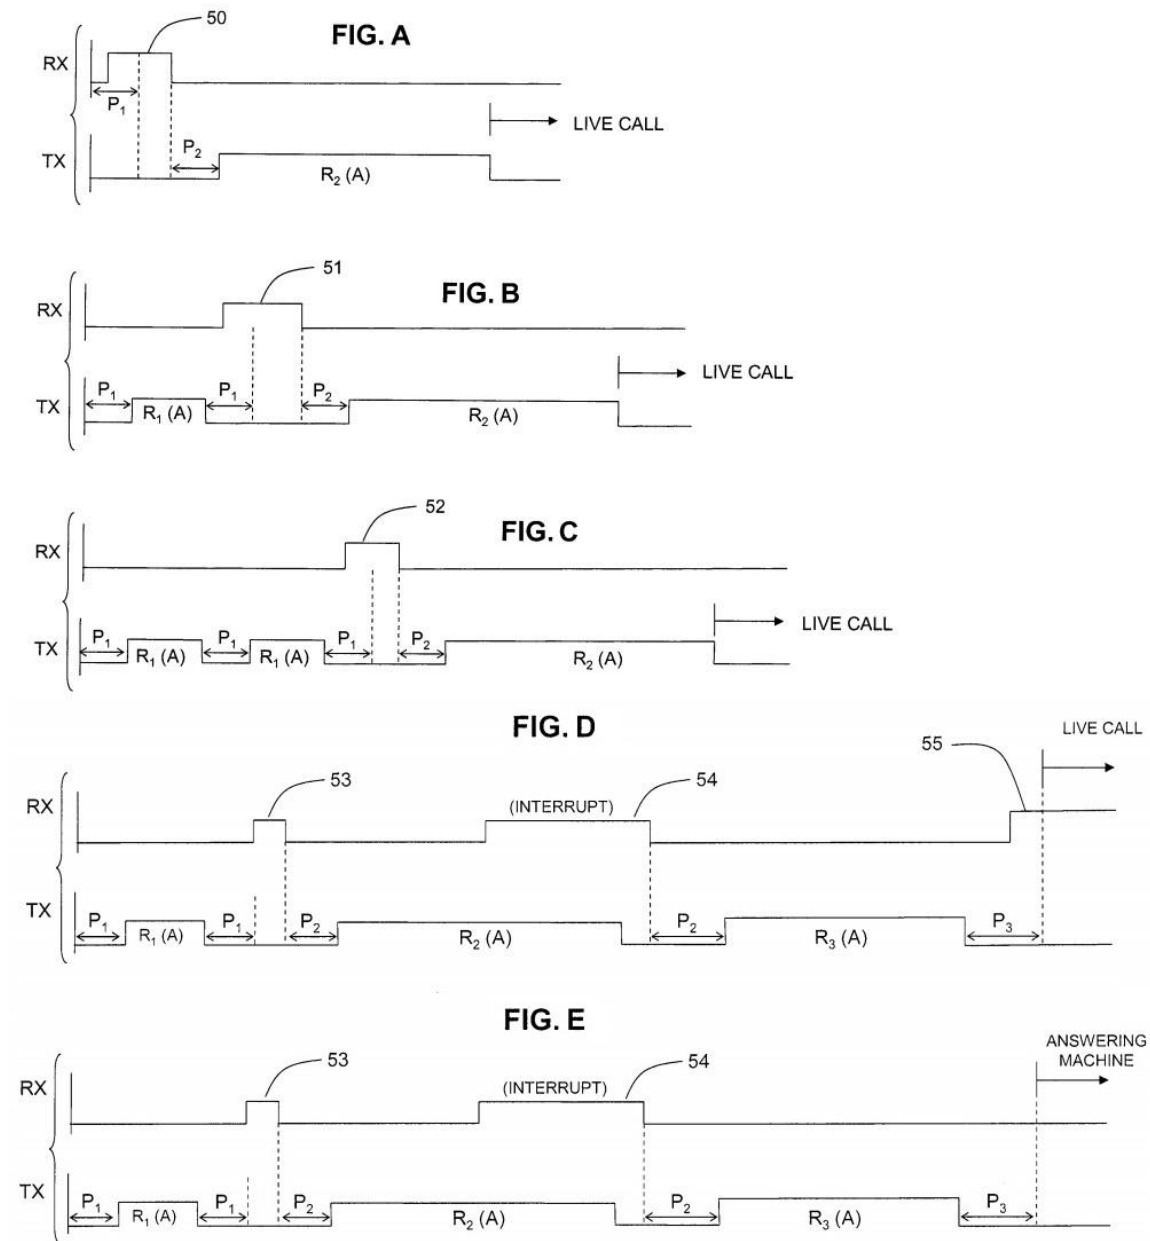 50
FIG. A
RX
P₁
LIVE CALL
TX
P₂
R₂ (A)
51
FIG. B
RX
LIVE CALL
TX
P₁
R₁ (A)
P₁
P₂
R₂ (A)
52
FIG. C
RX
LIVE CALL
TX
P₁
R₁ (A)
P₁
R₁ (A)
P₁
P₂
R₂ (A)
FIG. D
LIVE CALL
55
53
54
RX
(INTERRUPT)
TX
P₁
R₁ (A)
P₁
P₂
R₂ (A)
P₂
R₃ (A)
P₃
FIG. E
ANSWERING
MACHINE
53
54
RX
(INTERRUPT)
TX
P₁
R₁ (A)
P₁
P₂
R₂ (A)
P₂
R₃ (A)
P₃